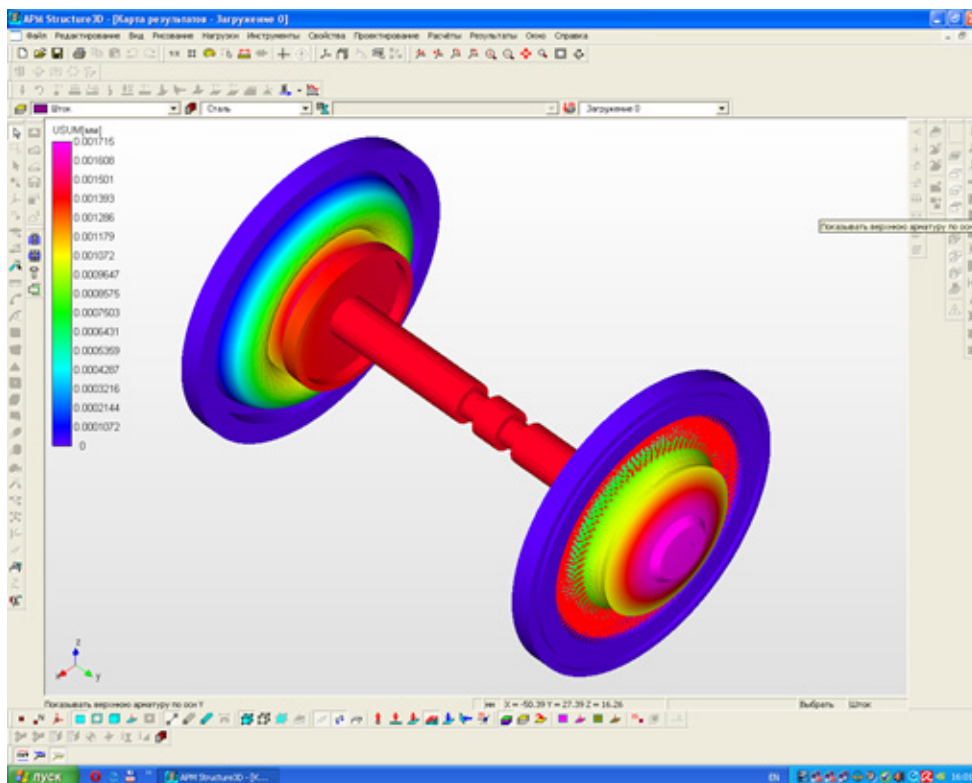 APM Structure3D - [Карта результатов - Загружение 0]
Файл Редактирование Вид Рисование Нагрузки Инструменты Свойства Проектирование Расчёты Результаты Окно Справка
Шток Сталь Загружение 0
USUM[мм]
0.001715
0.001608
0.001501
0.001393
0.001286
0.001179
0.001072
0.0009647
0.0008575
0.0007503
0.0006431
0.0005359
0.0004287
0.0003216
0.0002144
0.0001072
0
Показывать верхнюю арматуру по оси
z
x
y
Показывать верхнюю арматуру по оси Y мм X = -50.39 Y = 27.39 Z = 16.26 Выбрать Шток
пуск APM Structure3D - [К... EN 16:01